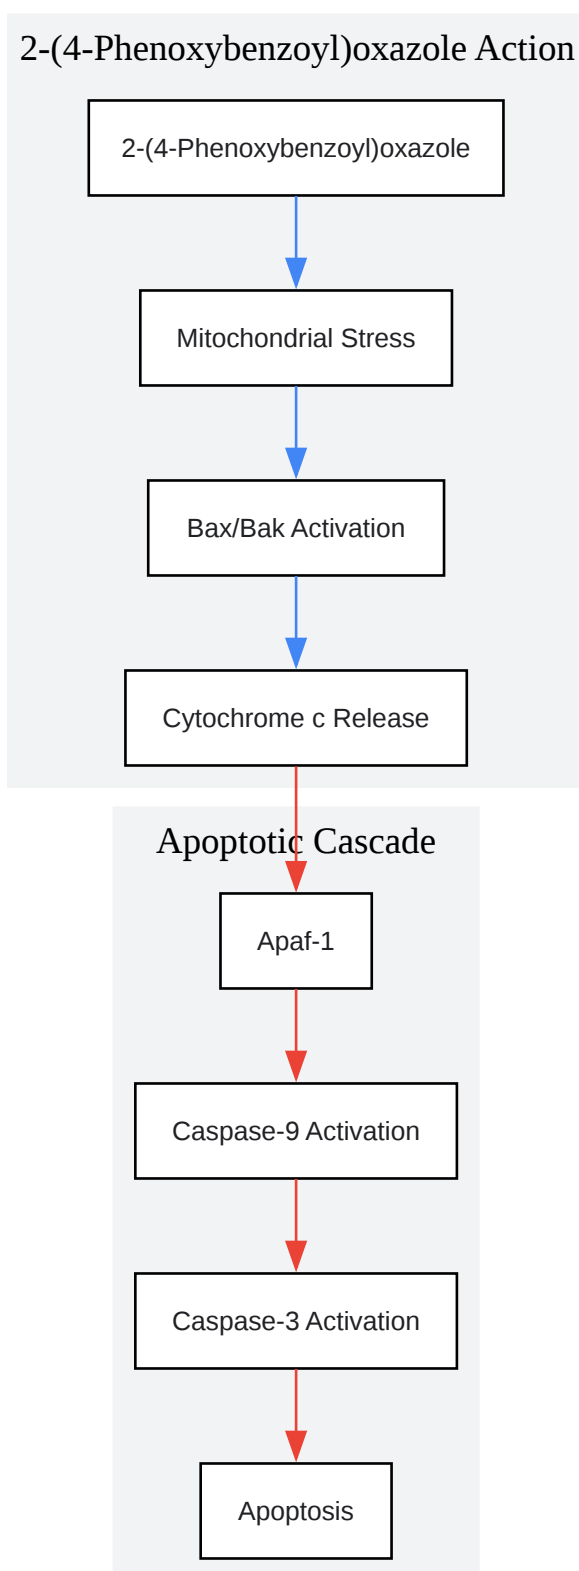 2-(4-Phenoxybenzoyl)oxazole Action
2-(4-Phenoxybenzoyl)oxazole
Mitochondrial Stress
Bax/Bak Activation
Cytochrome c Release
Apoptotic Cascade
Apaf-1
Caspase-9 Activation
Caspase-3 Activation
Apoptosis